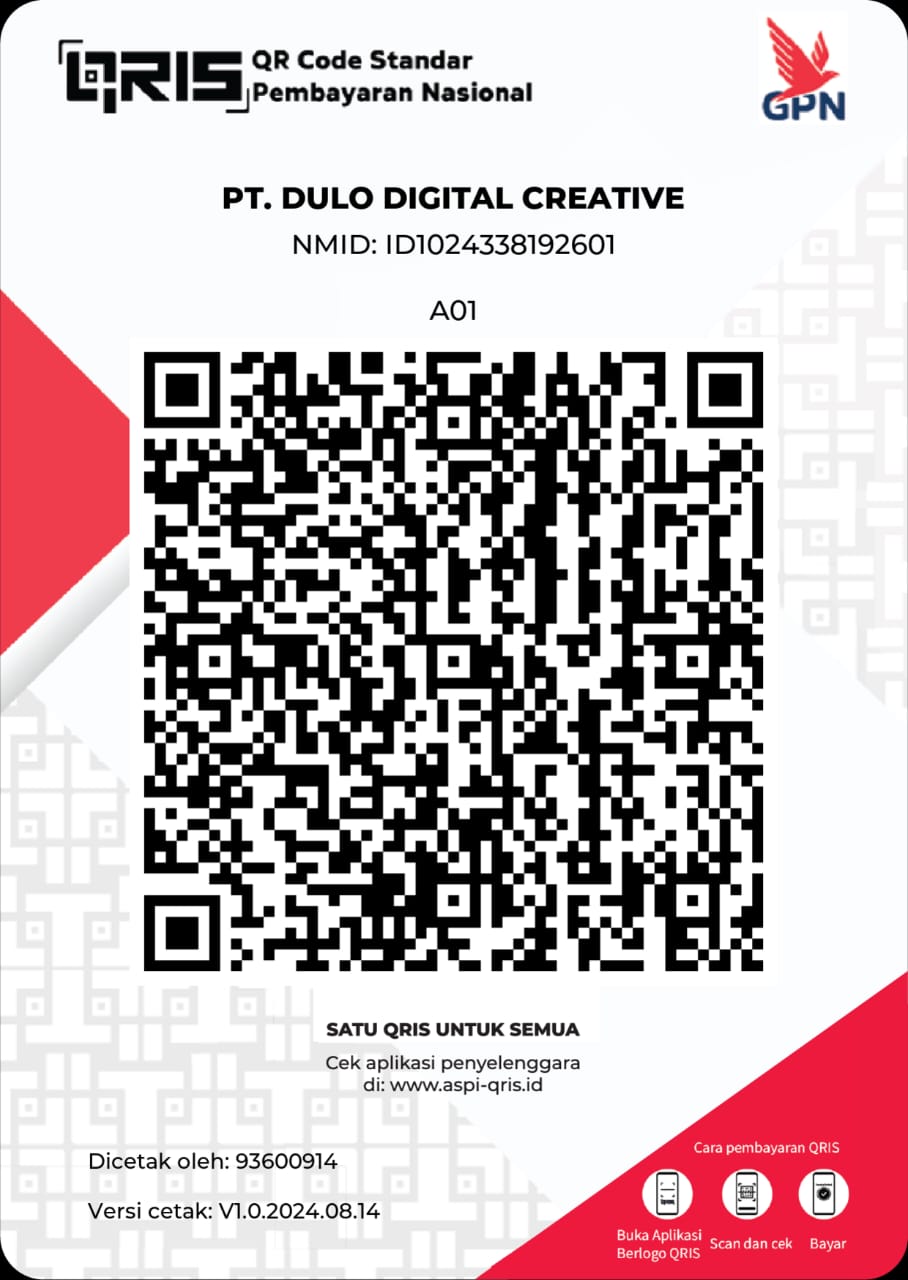 QRIS
QR Code Standar
Pembayaran Nasional
GPN
PT. DULO DIGITAL CREATIVE
NMID: ID1024338192601
A01
SATU QRIS UNTUK SEMUA
Cek aplikasi penyelenggara
di: www.aspi-qris.id
Dicetak oleh: 93600914
Versi cetak: V1.0.2024.08.14
Cara pembayaran QRIS
Buka Aplikasi
Berlogo QRIS
Scan dan cek
Bayar